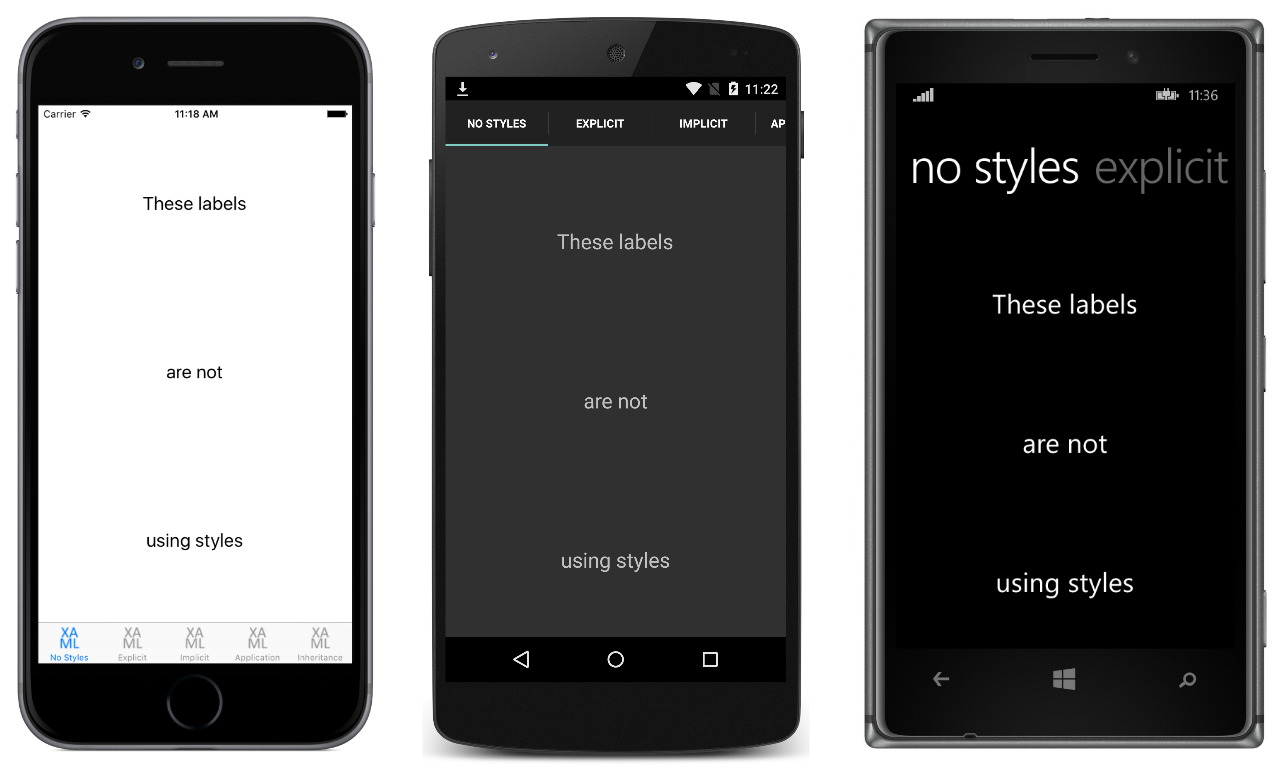 Carrier 11:18 AM
These labels
are not
using styles
XA
ML
XA
ML
XA
ML
XA
ML
XA
ML
No Styles Explicit Implicit Application Inheritance
11:22
NO STYLES EXPLICIT IMPLICIT AP
These labels
are not
using styles
11:36
no styles explicit
These labels
are not
using styles